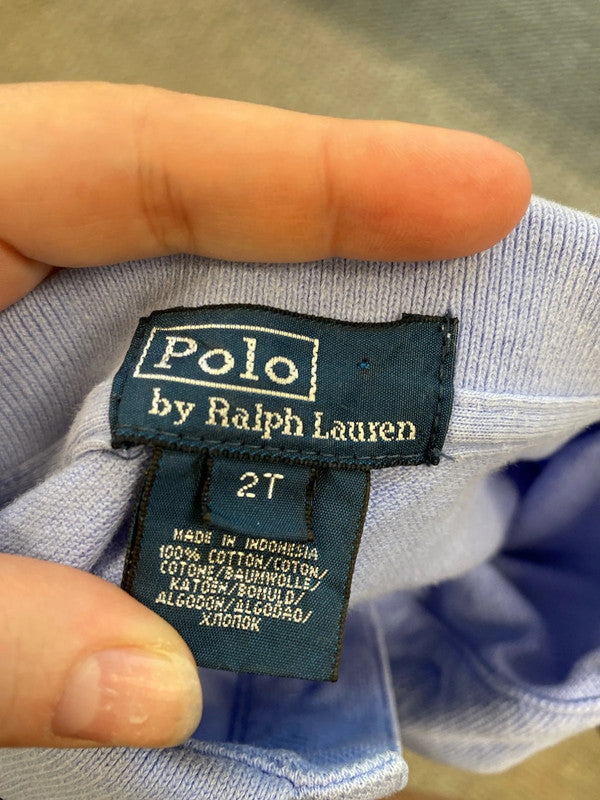 Polo
by Ralph Lauren
2T
MADE IN INDONESIA
100% COTTON/COTON/
COTONE/BAUMWOLLE/
KATOEN/BOMULD/
ALGODON/ALGODAO/
ХЛОПОК